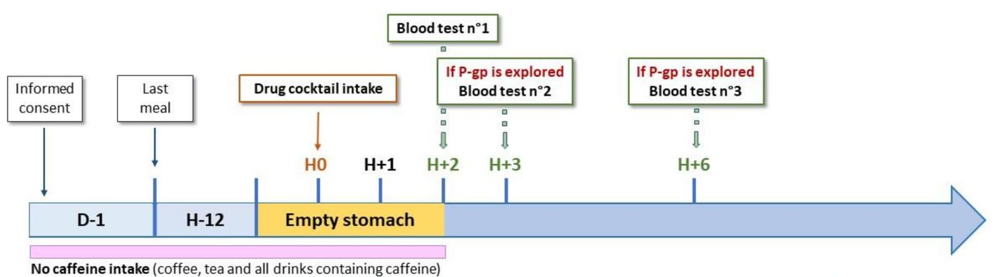 Blood test n°1
Informed
consent
Last
meal
Drug cocktail intake
If P-gp is explored
Blood test n°2
If P-gp is explored
Blood test n°3
H0
H+1
H+2
H+3
H+6
D-1
H-12
Empty stomach
No caffeine intake (coffee, tea and all drinks containing caffeine)